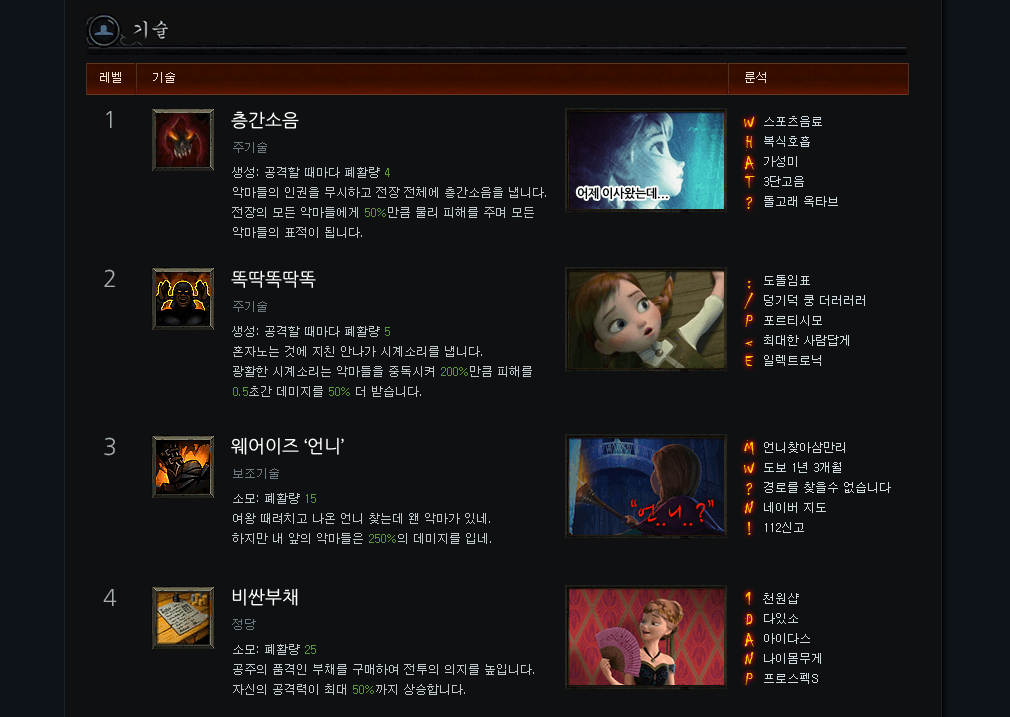 기술
레벨 기술 룬석
1 층간소음
주기술
생성: 공격할 때마다 폐활량 4
악마들의 인권을 무시하고 전장 전체에 층간소음을 냅니다.
전장의 모든 악마들에게 50%만큼 물리 피해를 주며 모든
악마들의 표적이 됩니다.
어제 이사왔는데...
W 스포츠음료
H 복식호흡
A 가성미
T 3단고음
? 돌고래 옥타브
2 똑딱똑딱똑
주기술
생성: 공격할 때마다 폐활량 5
혼자노는 것에 지친 안나가 시계소리를 냅니다.
광활한 시계소리는 악마들을 중독시켜 200%만큼 피해를
0.5초간 데미지를 50% 더 받습니다.
: 도돌임표
/ 덩기덕 쿵 더러러러
P 포르티시모
< 최대한 사람답게
E 일렉트로닉
3 웨어이즈 ‘언니’
보조기술
소모: 폐활량 15
여왕 때려치고 나온 언니 찾는데 왠 악마가 있네.
하지만 내 앞의 악마들은 250%의 데미지를 입네.
“언..니..?”
M 언니찾아삼만리
W 도보 1년 3개월
? 경로를 찾을수 없습니다
N 네이버 지도
! 112신고
4 비싼부채
정당
소모: 폐활량 25
공주의 품격인 부채를 구매하여 전투의 의지를 높입니다.
자신의 공격력이 최대 50%까지 상승합니다.
1 천원샵
D 다있소
A 아이다스
N 나이몸무게
P 프로스펙S